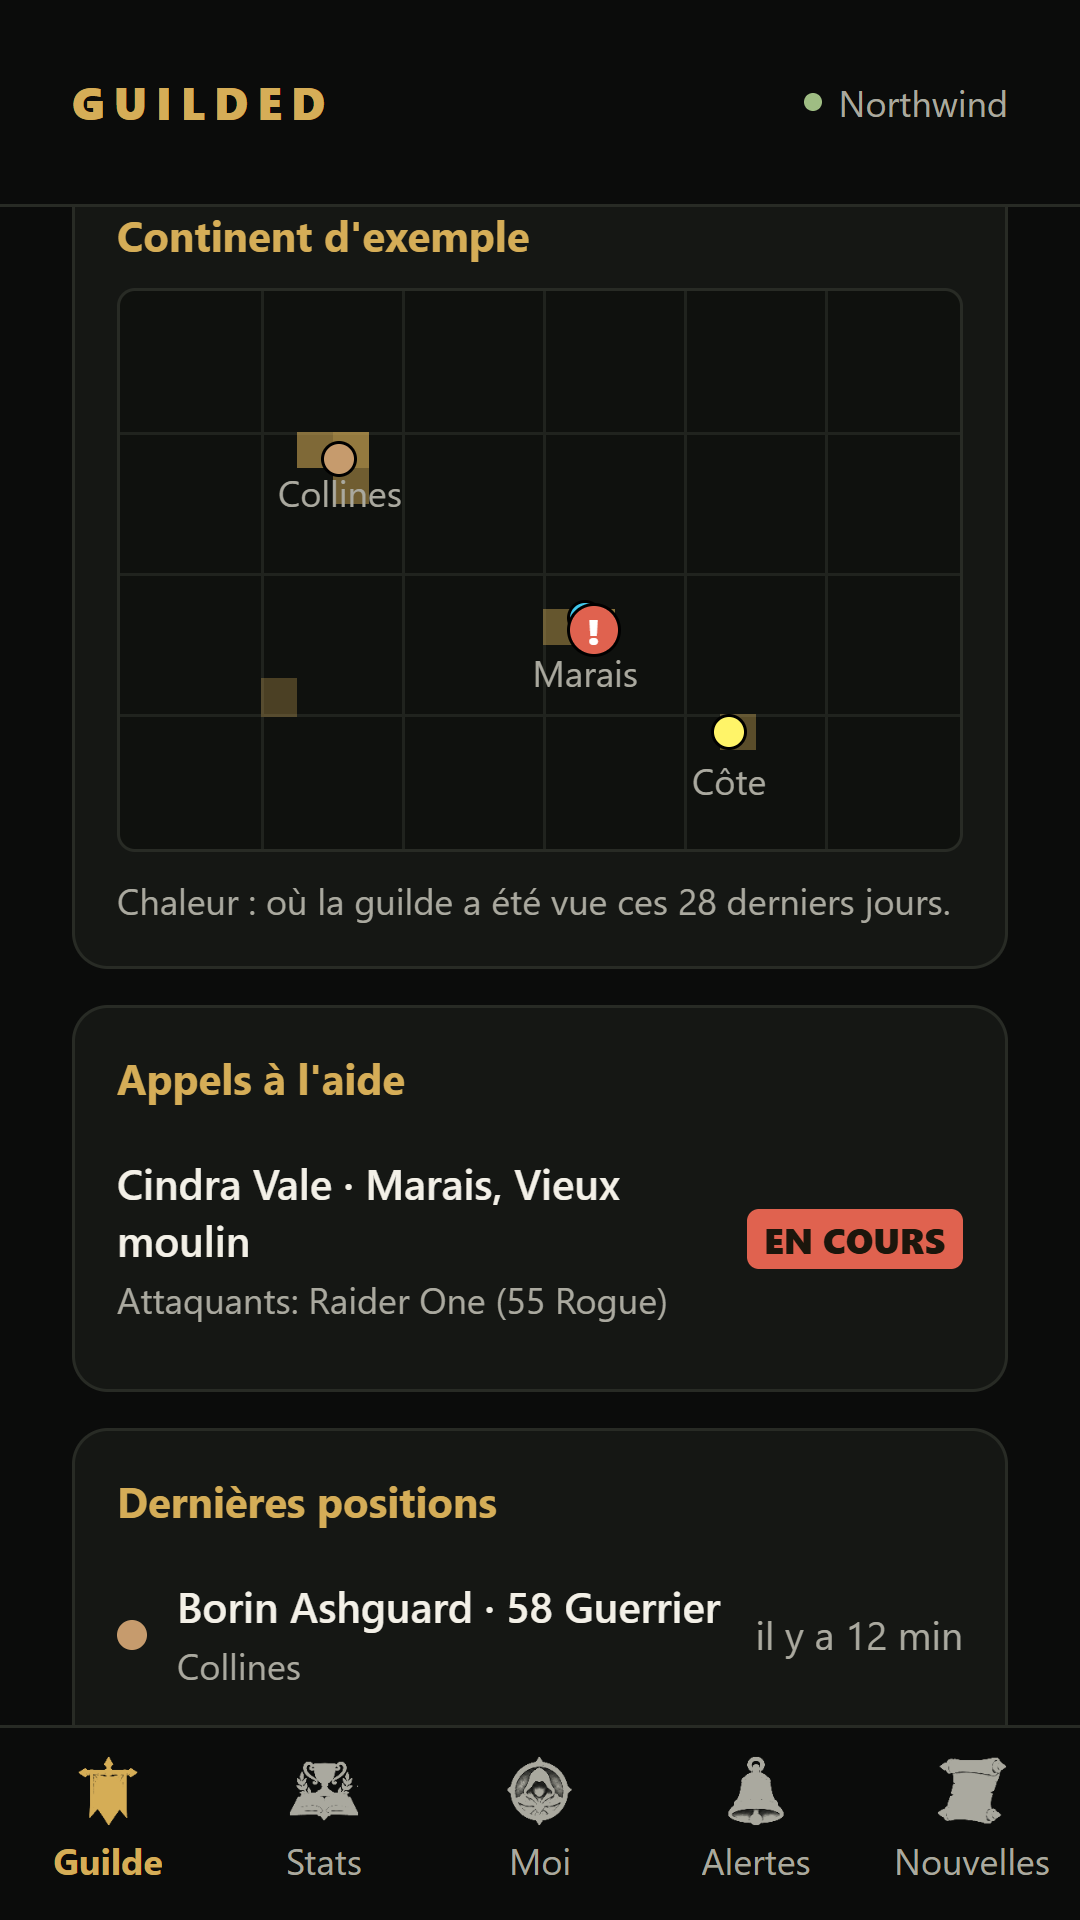 GUILDED
Northwind
Continent d'exemple
Collines
!
Marais
Côte
Chaleur : où la guilde a été vue ces 28 derniers jours.
Appels à l'aide
Cindra Vale · Marais, Vieux
moulin
EN COURS
Attaquants: Raider One (55 Rogue)
Dernières positions
Borin Ashguard · 58 Guerrier
il y a 12 min
Collines
Guilde
Stats
Moi
Alertes
Nouvelles